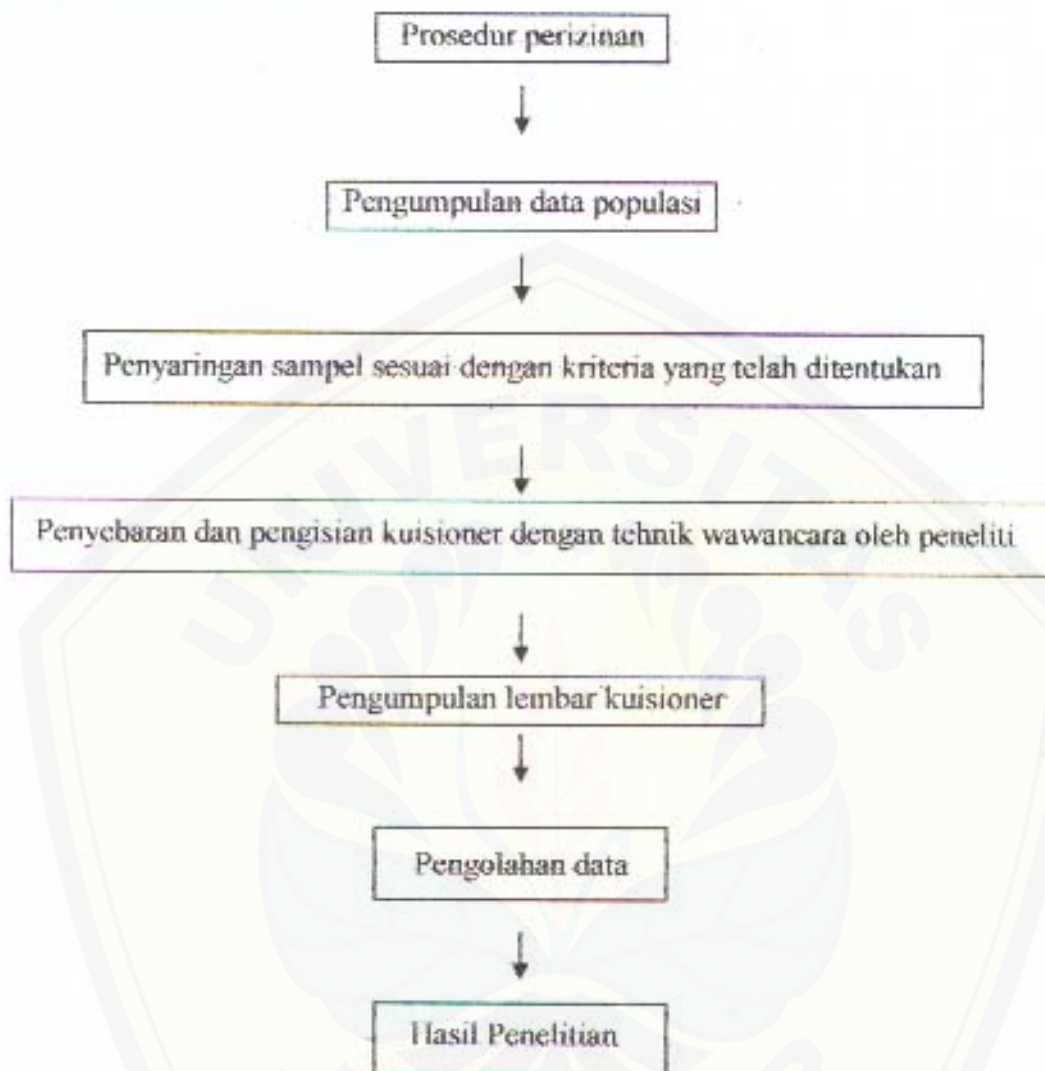 Prosedur perizinan
Pengumpulan data populasi
Penyaringan sampel sesuai dengan kriteria yang telah ditentukan
UNIVERSITAS
Penyebaran dan pengisian kuisioner dengan tehnik wawancara oleh peneliti
Pengumpulan lembar kuisioner
Pengolahan data
Hasil Penelitian